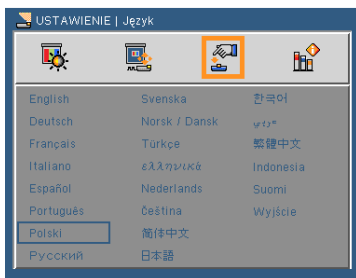 USTAWIENIE | Język
English Svenska 한국어
Deutsch Norsk / Dansk
Français Türkçe 繁體中文
Italiano ελληνικά Indonesia
Español Nederlands Suomi
Português Čeština Wyjście
Polski 简体中文
Русский 日本語